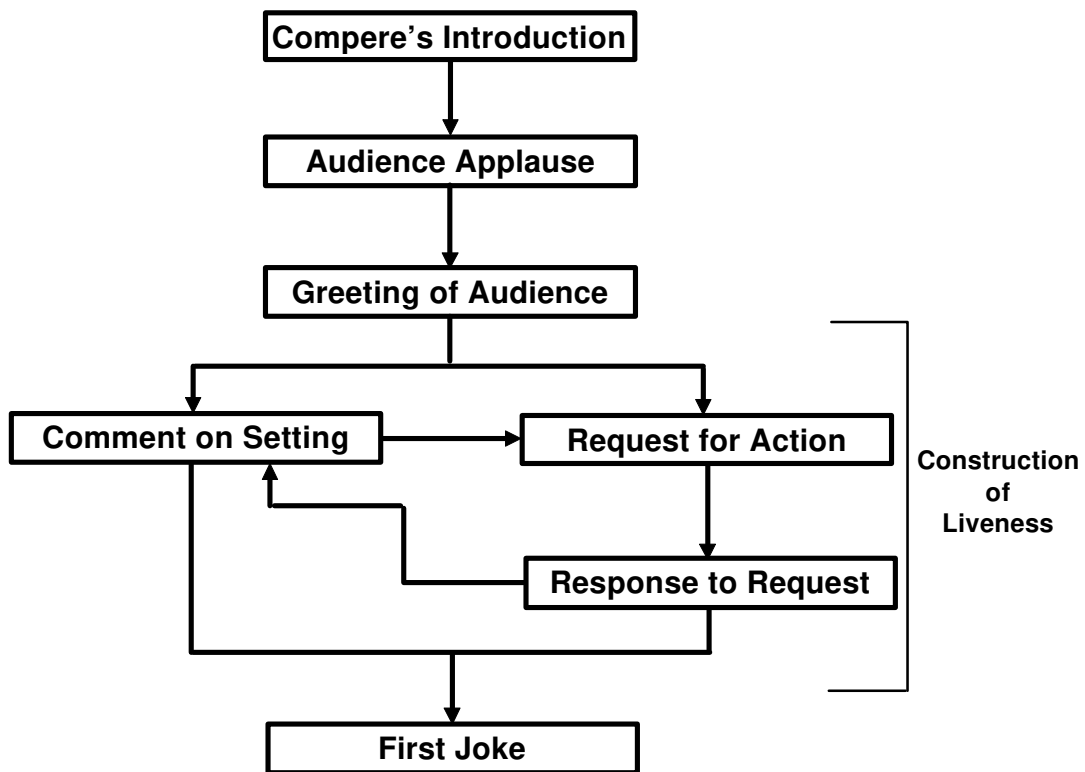 Compere’s Introduction
Audience Applause
Greeting of Audience
Comment on Setting
Request for Action
Construction
of
Liveness
Response to Request
First Joke